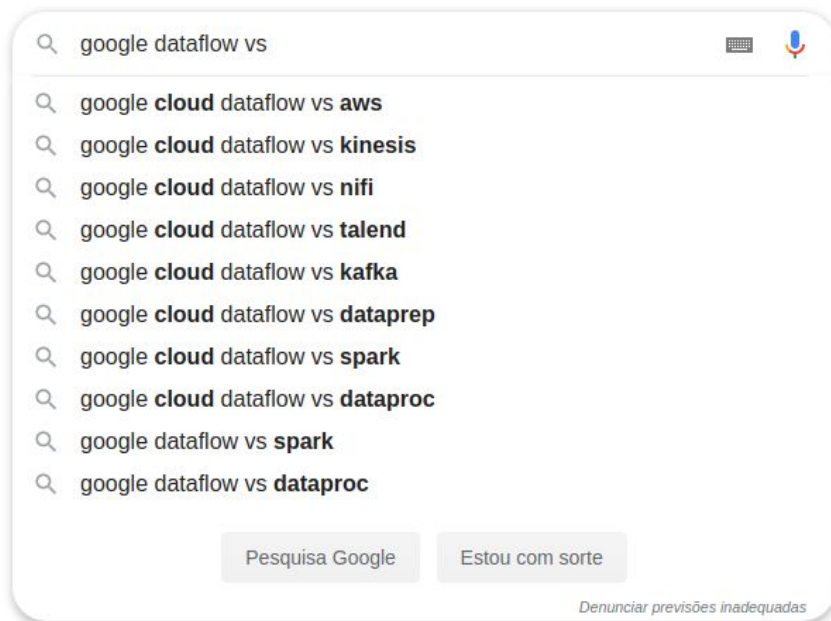 google dataflow vs
google cloud dataflow vs aws
google cloud dataflow vs kinesis
google cloud dataflow vs nifi
google cloud dataflow vs talend
google cloud dataflow vs kafka
google cloud dataflow vs dataprep
google cloud dataflow vs spark
google cloud dataflow vs dataproc
google dataflow vs spark
google dataflow vs dataproc
Pesquisa Google Estou com sorte
Denunciar previsões inadequadas